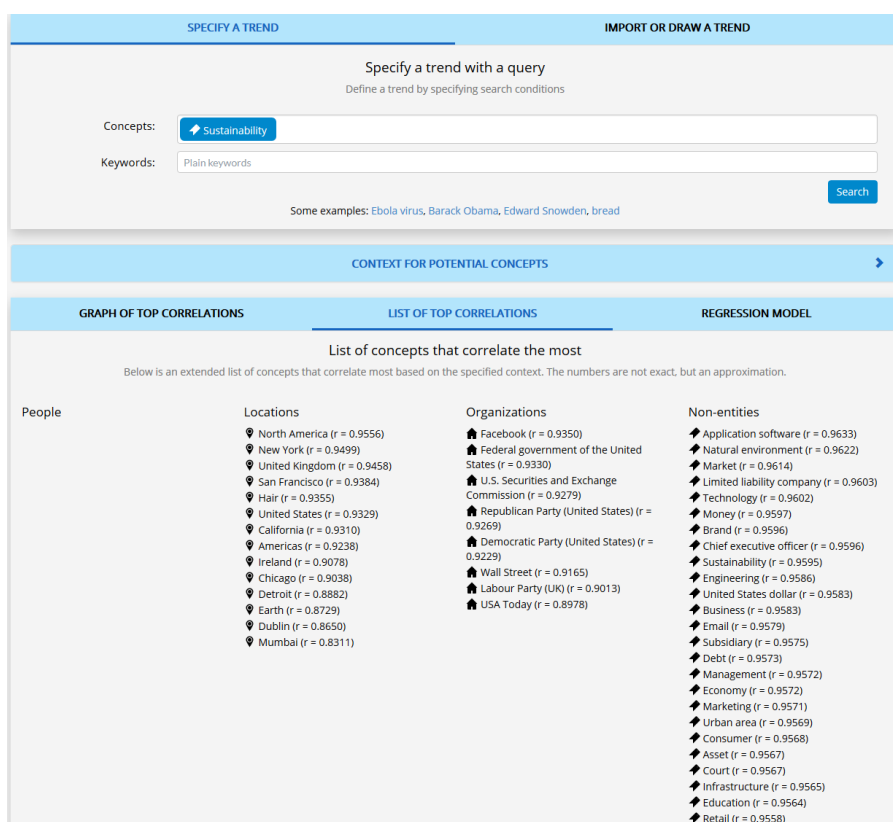 SPECIFY A TREND
IMPORT OR DRAW A TREND
Specify a trend with a query
Define a trend by specifying search conditions
Concepts:
Sustainability
Keywords:
Plain keywords
Search
Some examples: Ebola virus, Barack Obama, Edward Snowden, bread
CONTEXT FOR POTENTIAL CONCEPTS
GRAPH OF TOP CORRELATIONS
LIST OF TOP CORRELATIONS
REGRESSION MODEL
List of concepts that correlate the most
Below is an extended list of concepts that correlate most based on the specified context. The numbers are not exact, but an approximation.
People
Locations
North America (r = 0.9556)
New York (r = 0.9499)
United Kingdom (r = 0.9458)
San Francisco (r = 0.9384)
Hair (r = 0.9355)
United States (r = 0.9329)
California (r = 0.9310)
Americas (r = 0.9238)
Ireland (r = 0.9078)
Chicago (r = 0.9038)
Detroit (r = 0.8882)
Earth (r = 0.8729)
Dublin (r = 0.8650)
Mumbai (r = 0.8311)
Organizations
Facebook (r = 0.9350)
Federal government of the United
States (r = 0.9330)
U.S. Securities and Exchange
Commission (r = 0.9279)
Republican Party (United States) (r =
0.9269)
Democratic Party (United States) (r =
0.9229)
Wall Street (r = 0.9165)
Labour Party (UK) (r = 0.9013)
USA Today (r = 0.8978)
Non-entities
Application software (r = 0.9633)
Natural environment (r = 0.9622)
Market (r = 0.9614)
Limited liability company (r = 0.9603)
Technology (r = 0.9602)
Money (r = 0.9597)
Brand (r = 0.9596)
Chief executive officer (r = 0.9596)
Sustainability (r = 0.9595)
Engineering (r = 0.9586)
United States dollar (r = 0.9583)
Business (r = 0.9583)
Email (r = 0.9579)
Subsidiary (r = 0.9575)
Debt (r = 0.9573)
Management (r = 0.9572)
Economy (r = 0.9572)
Marketing (r = 0.9571)
Urban area (r = 0.9569)
Consumer (r = 0.9568)
Asset (r = 0.9567)
Court (r = 0.9567)
Infrastructure (r = 0.9565)
Education (r = 0.9564)
Retail (r = 0.9558)